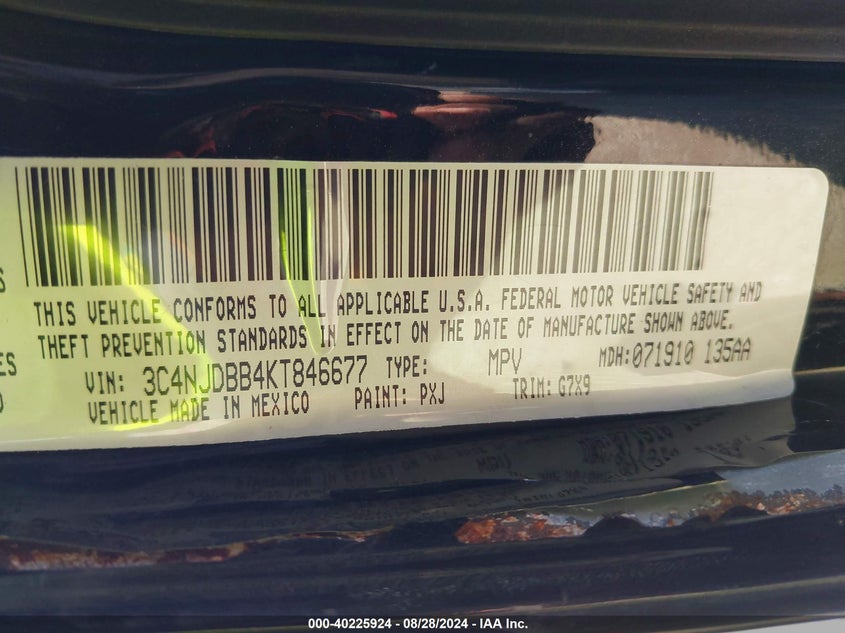 S
THIS VEHICLE CONFORMS TO ALL APPLICABLE U.S.A. FEDERAL MOTOR VEHICLE SAFETY AND
ES THEFT PREVENTION STANDARDS IN EFFECT ON THE DATE OF MANUFACTURE SHOWN ABOVE.
VIN: 3C4NJDBB4KT846677 TYPE: MPV MDH: 071910 135AA
VEHICLE MADE IN MEXICO PAINT: PXJ TRIM: G7X9
000-40225924 - 08/28/2024 - IAA Inc.